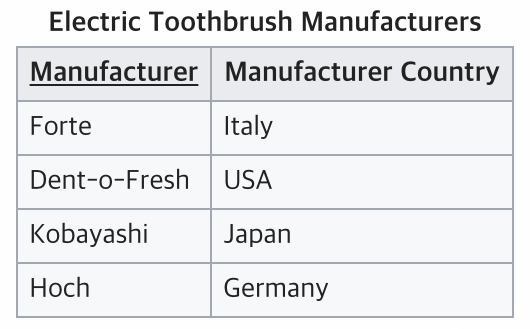 Electric Toothbrush Manufacturers
Manufacturer Manufacturer Country
Forte Italy
Dent-o-Fresh USA
Kobayashi Japan
Hoch Germany